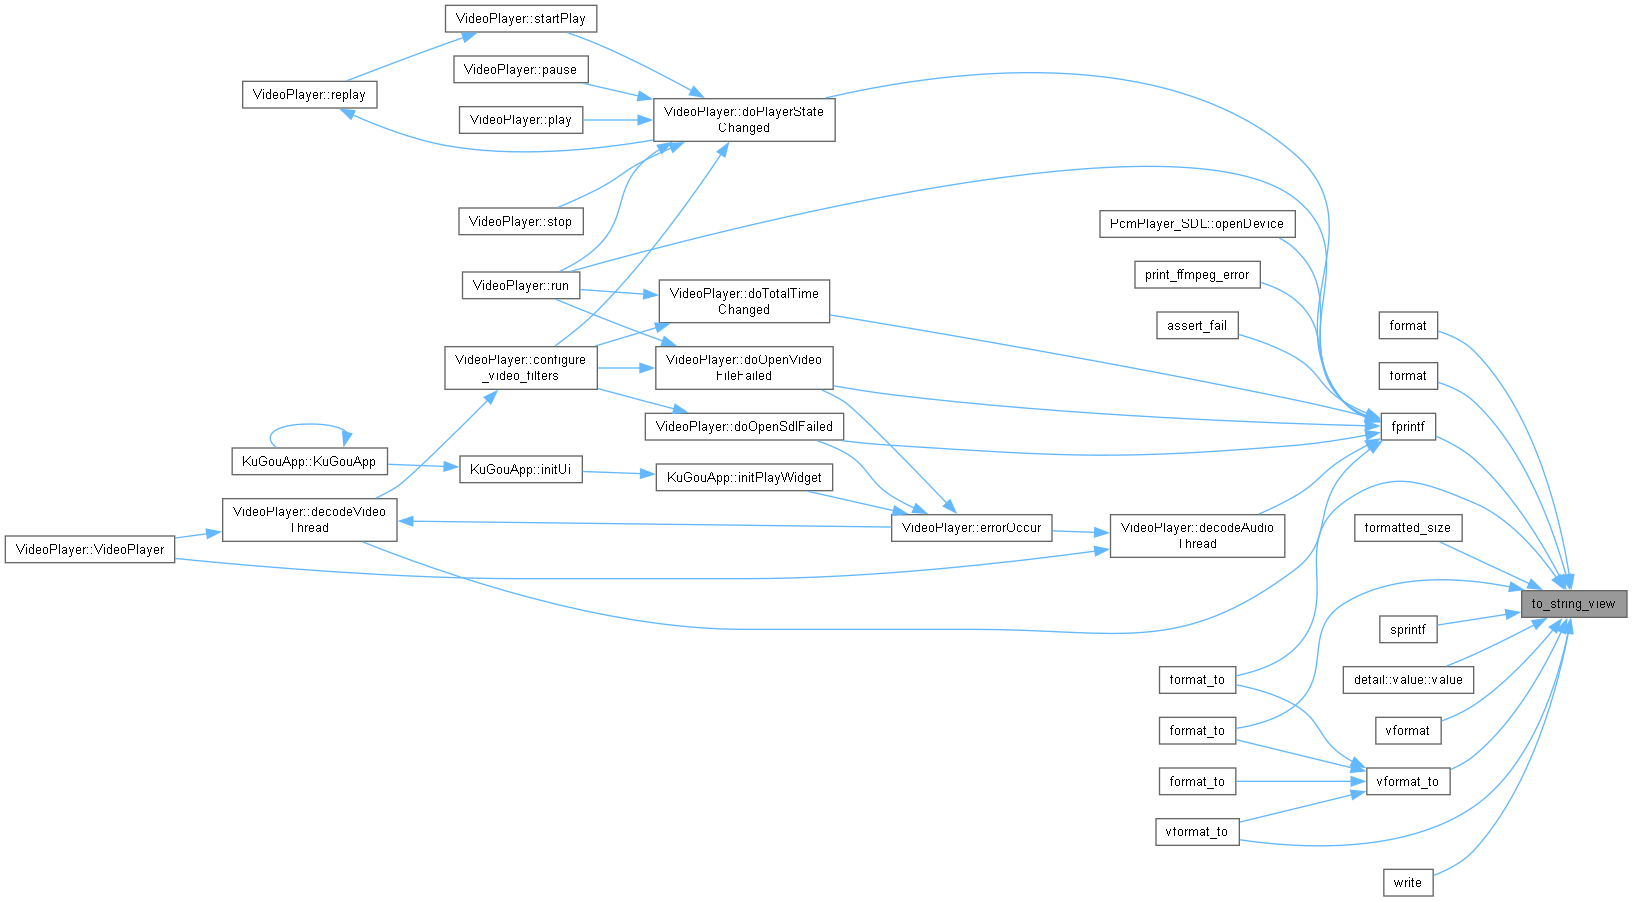 VideoPlayer::startPlay
VideoPlayer::pause
VideoPlayer::replay
VideoPlayer::doPlayerState
Changed
VideoPlayer::play
VideoPlayer::stop
PcmPlayer_SDL::openDevice
print_ffmpeg_error
VideoPlayer::run
VideoPlayer::doTotalTime
Changed
assert_fail
format
VideoPlayer::configure
_video_filters
VideoPlayer::doOpenVideo
FileFailed
format
VideoPlayer::doOpenSdlFailed
fprintf
KuGouApp::KuGouApp
KuGouApp::initUi
KuGouApp::initPlayWidget
VideoPlayer::decodeVideo
Thread
VideoPlayer::errorOccur
VideoPlayer::decodeAudio
Thread
formatted_size
VideoPlayer::VideoPlayer
to_string_view
sprintf
format_to
detail::value::value
format_to
vformat
format_to
vformat_to
vformat_to
write